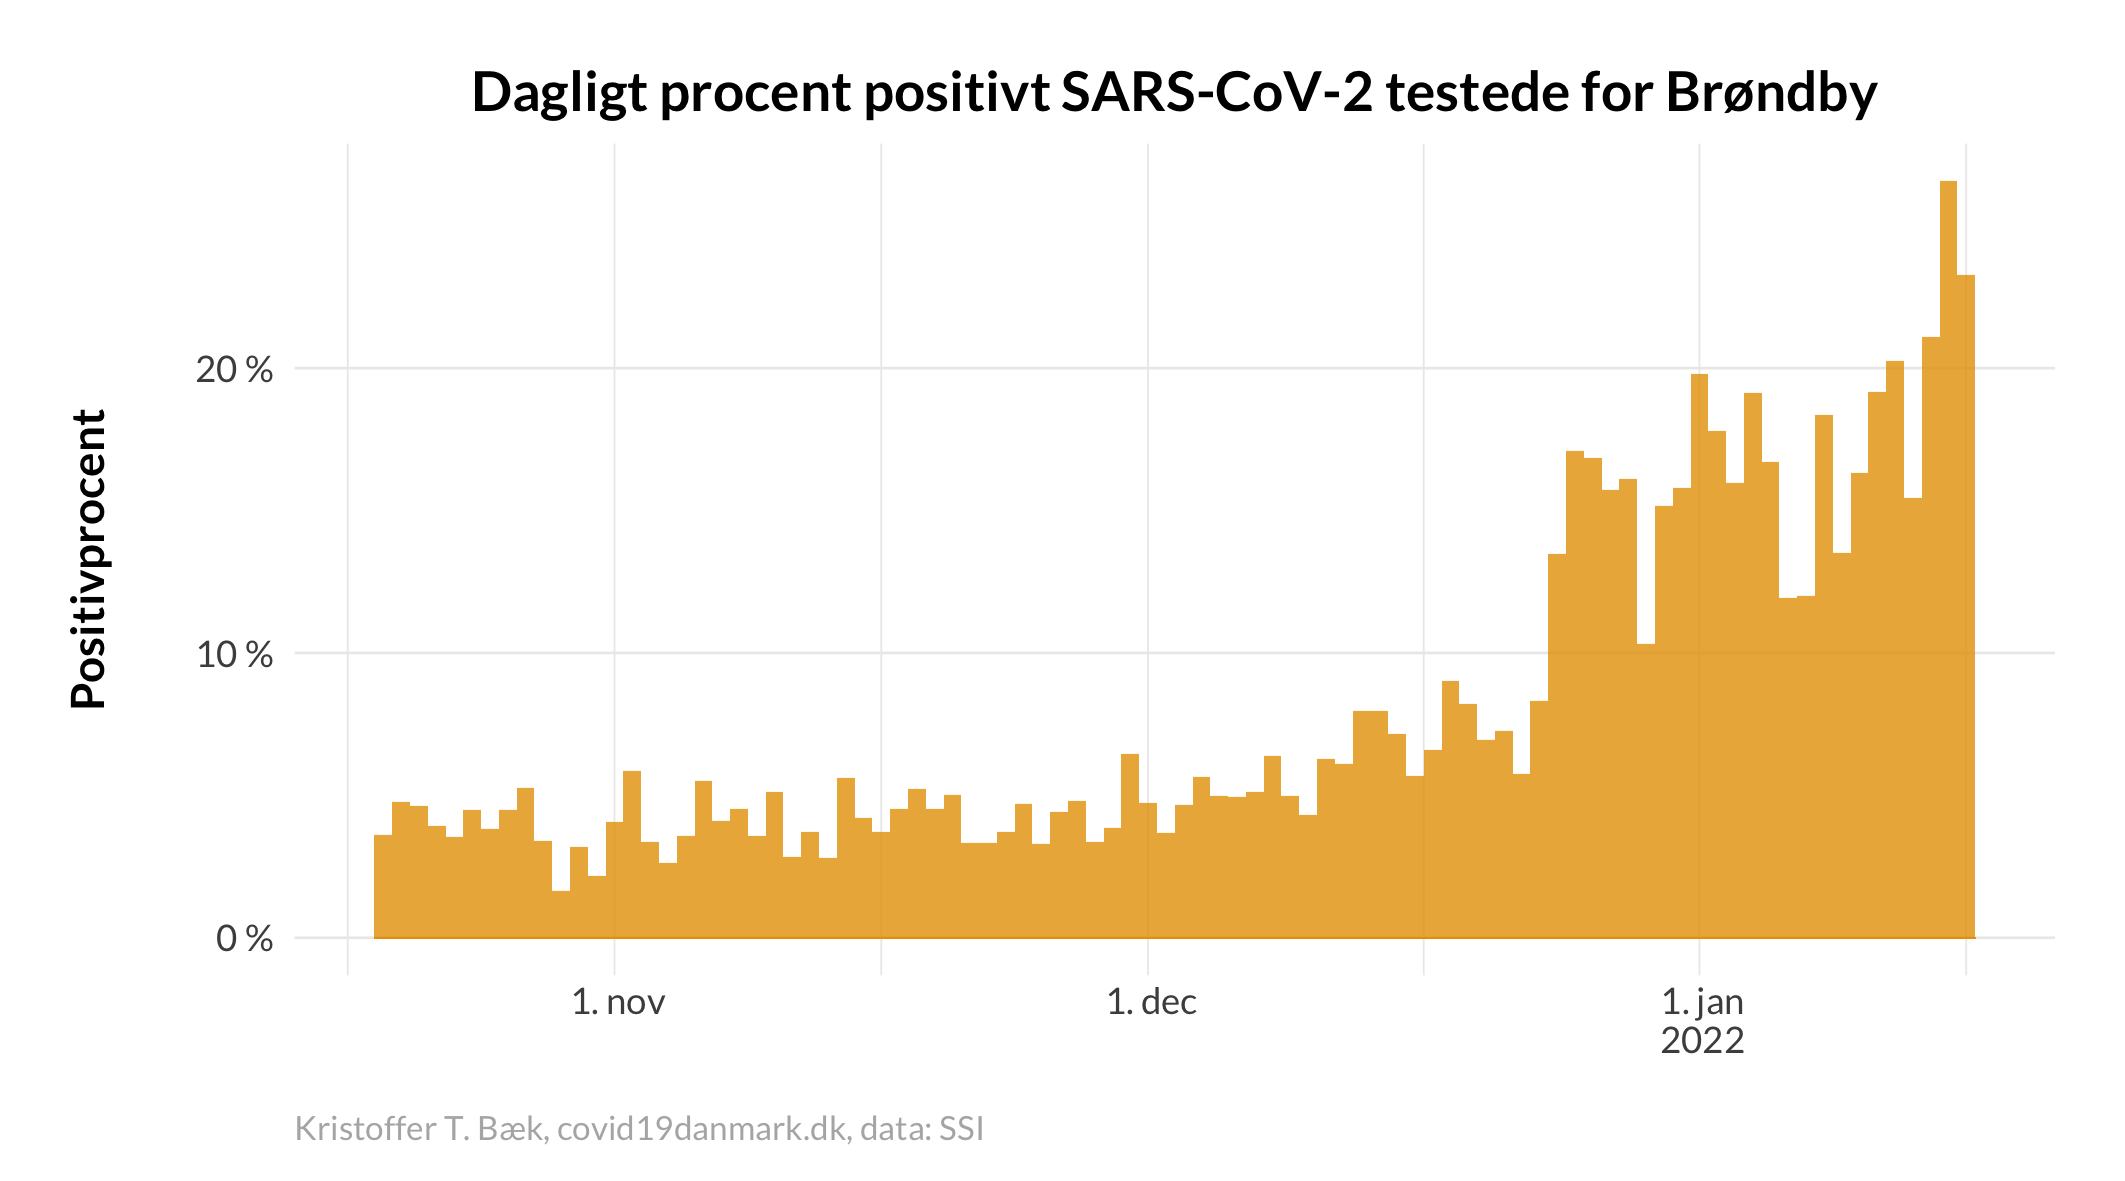 Dagligt procent positivt SARS-CoV-2 testede for Brøndby
Positivprocent
20 %
10 %
0 %
1. nov
1. dec
1. jan
2022
Kristoffer T. Bæk, covid19danmark.dk, data: SSI